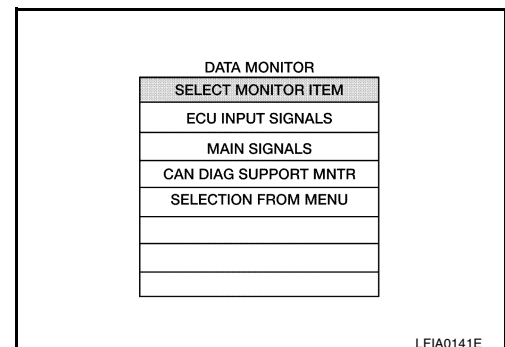 DATA MONITOR
SELECT MONITOR ITEM
ECU INPUT SIGNALS
MAIN SIGNALS
CAN DIAG SUPPORT MNTR
SELECTION FROM MENU
LEIA0141E